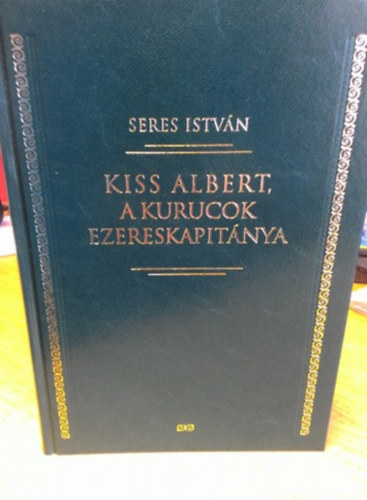 SERES ISTVÁN
KISS ALBERT,
A KURUCOK
EZERESKAPITÁNYA